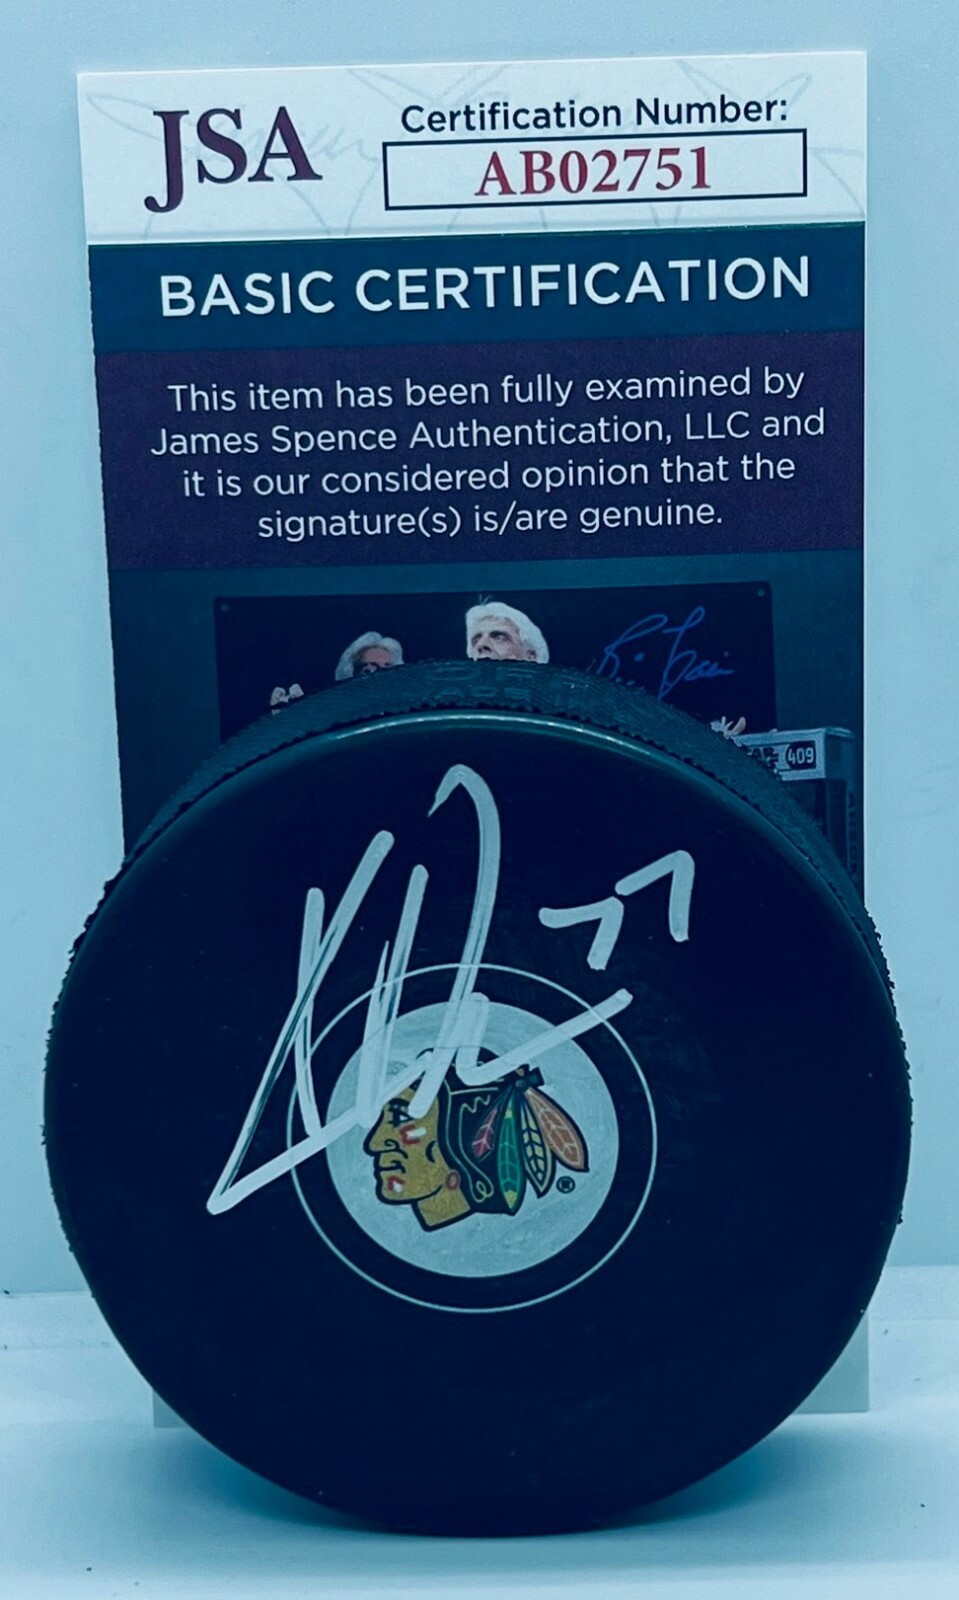 JSA
Certification Number:
AB02751
BASIC CERTIFICATION
This item has been fully examined by
James Spence Authentication, LLC and
it is our considered opinion that the
signature(s) is/are genuine.
409
77
®